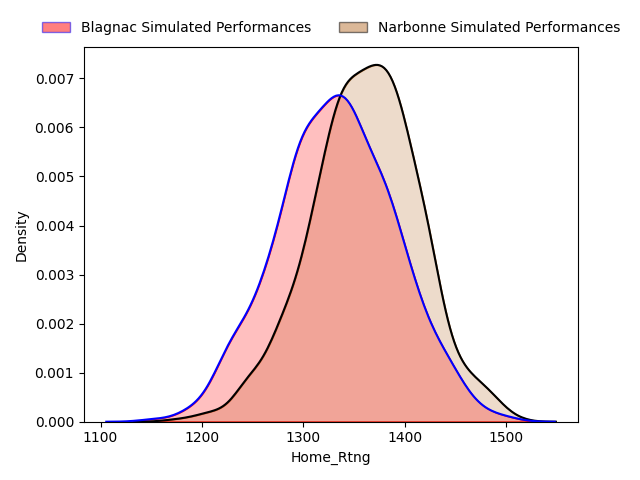 Blagnac Simulated Performances Narbonne Simulated Performances
0.007
0.006
0.005
0.004
0.003
0.002
0.001
0.000
Density
1100 1200 1300 1400 1500
Home_Rtng